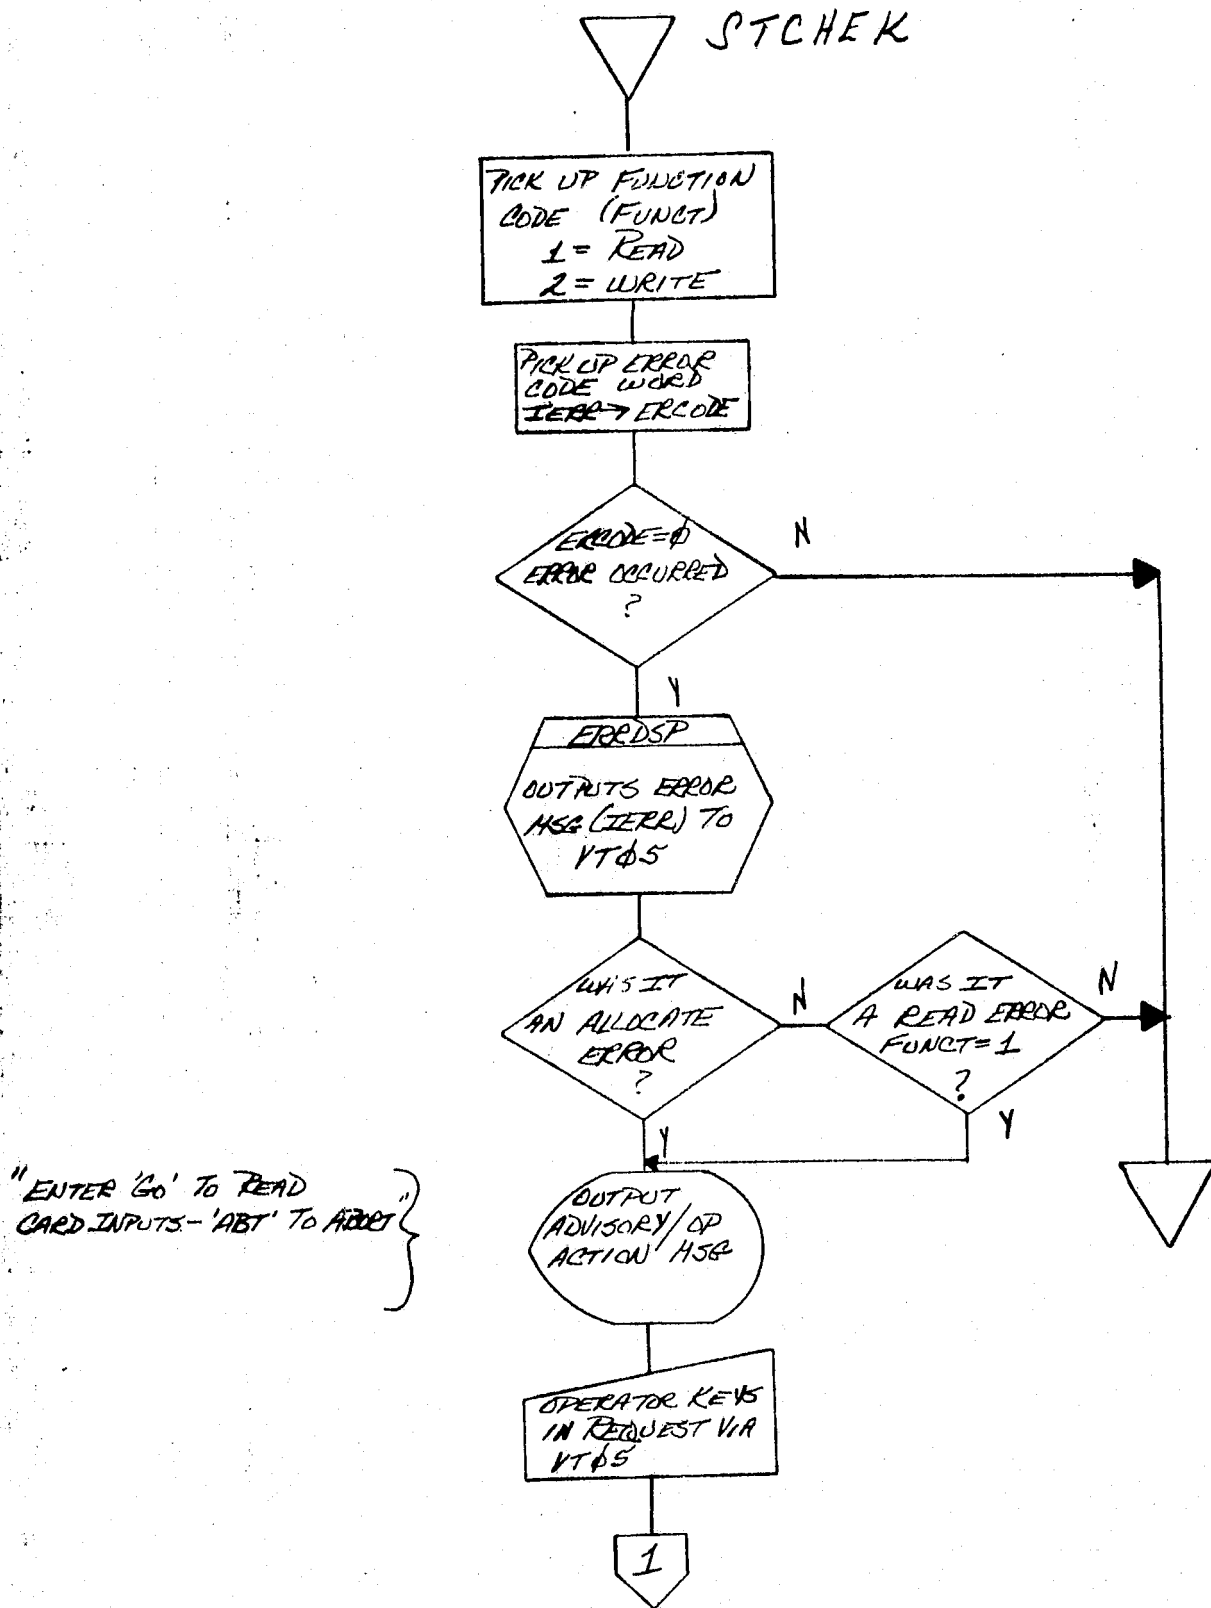 STCHEK
PICK UP FUNCTION
CODE (FUNCT)
1 = READ
2 = WRITE
PICK UP ERROR
CODE WORD
IERR→ ERCODE
ERCODE=ϕ
ERROR OCCURRED
?
N
Y
ERRDSP
OUTPUTS ERROR
MSG (IERR) TO
VTϕ5
WAS IT
AN ALLOCATE
ERROR
?
N
WAS IT
A READ ERROR
FUNCT=1
?
N
Y
Y
"ENTER 'GO' TO READ
CARD INPUTS-'ABT' TO ABORT"
OUTPUT
ADVISORY/OP
ACTION MSG
OPERATOR KEYS
IN REQUEST VIA
VTϕ5
1